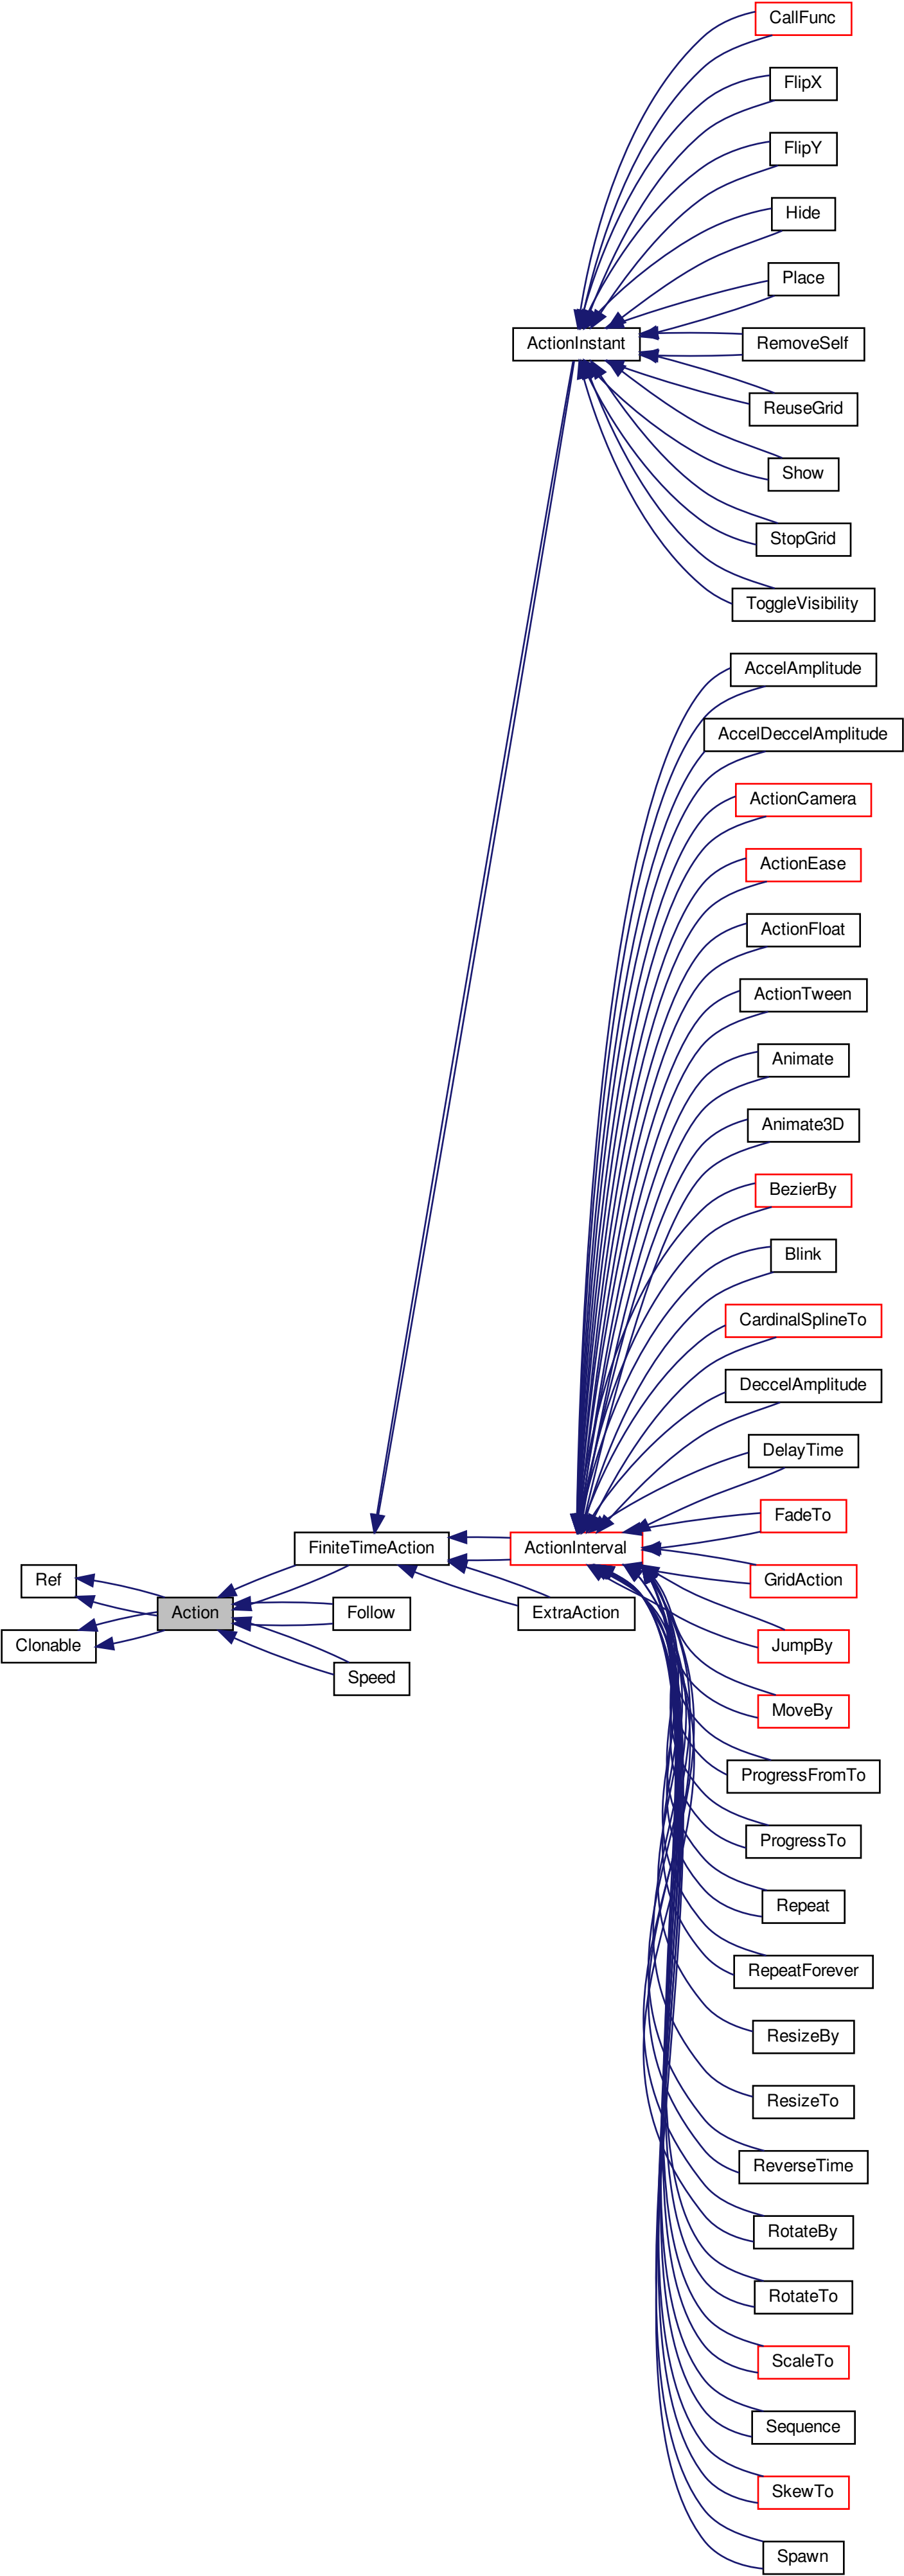 CallFunc
FlipX
FlipY
Hide
Place
ActionInstant
RemoveSelf
ReuseGrid
Show
StopGrid
ToggleVisibility
AccelAmplitude
AccelDeccelAmplitude
ActionCamera
ActionEase
ActionFloat
ActionTween
Animate
Animate3D
BezierBy
Blink
CardinalSplineTo
DeccelAmplitude
DelayTime
FadeTo
FiniteTimeAction
ActionInterval
Ref
GridAction
Action
Follow
ExtraAction
Clonable
JumpBy
Speed
MoveBy
ProgressFromTo
ProgressTo
Repeat
RepeatForever
ResizeBy
ResizeTo
ReverseTime
RotateBy
RotateTo
ScaleTo
Sequence
SkewTo
Spawn